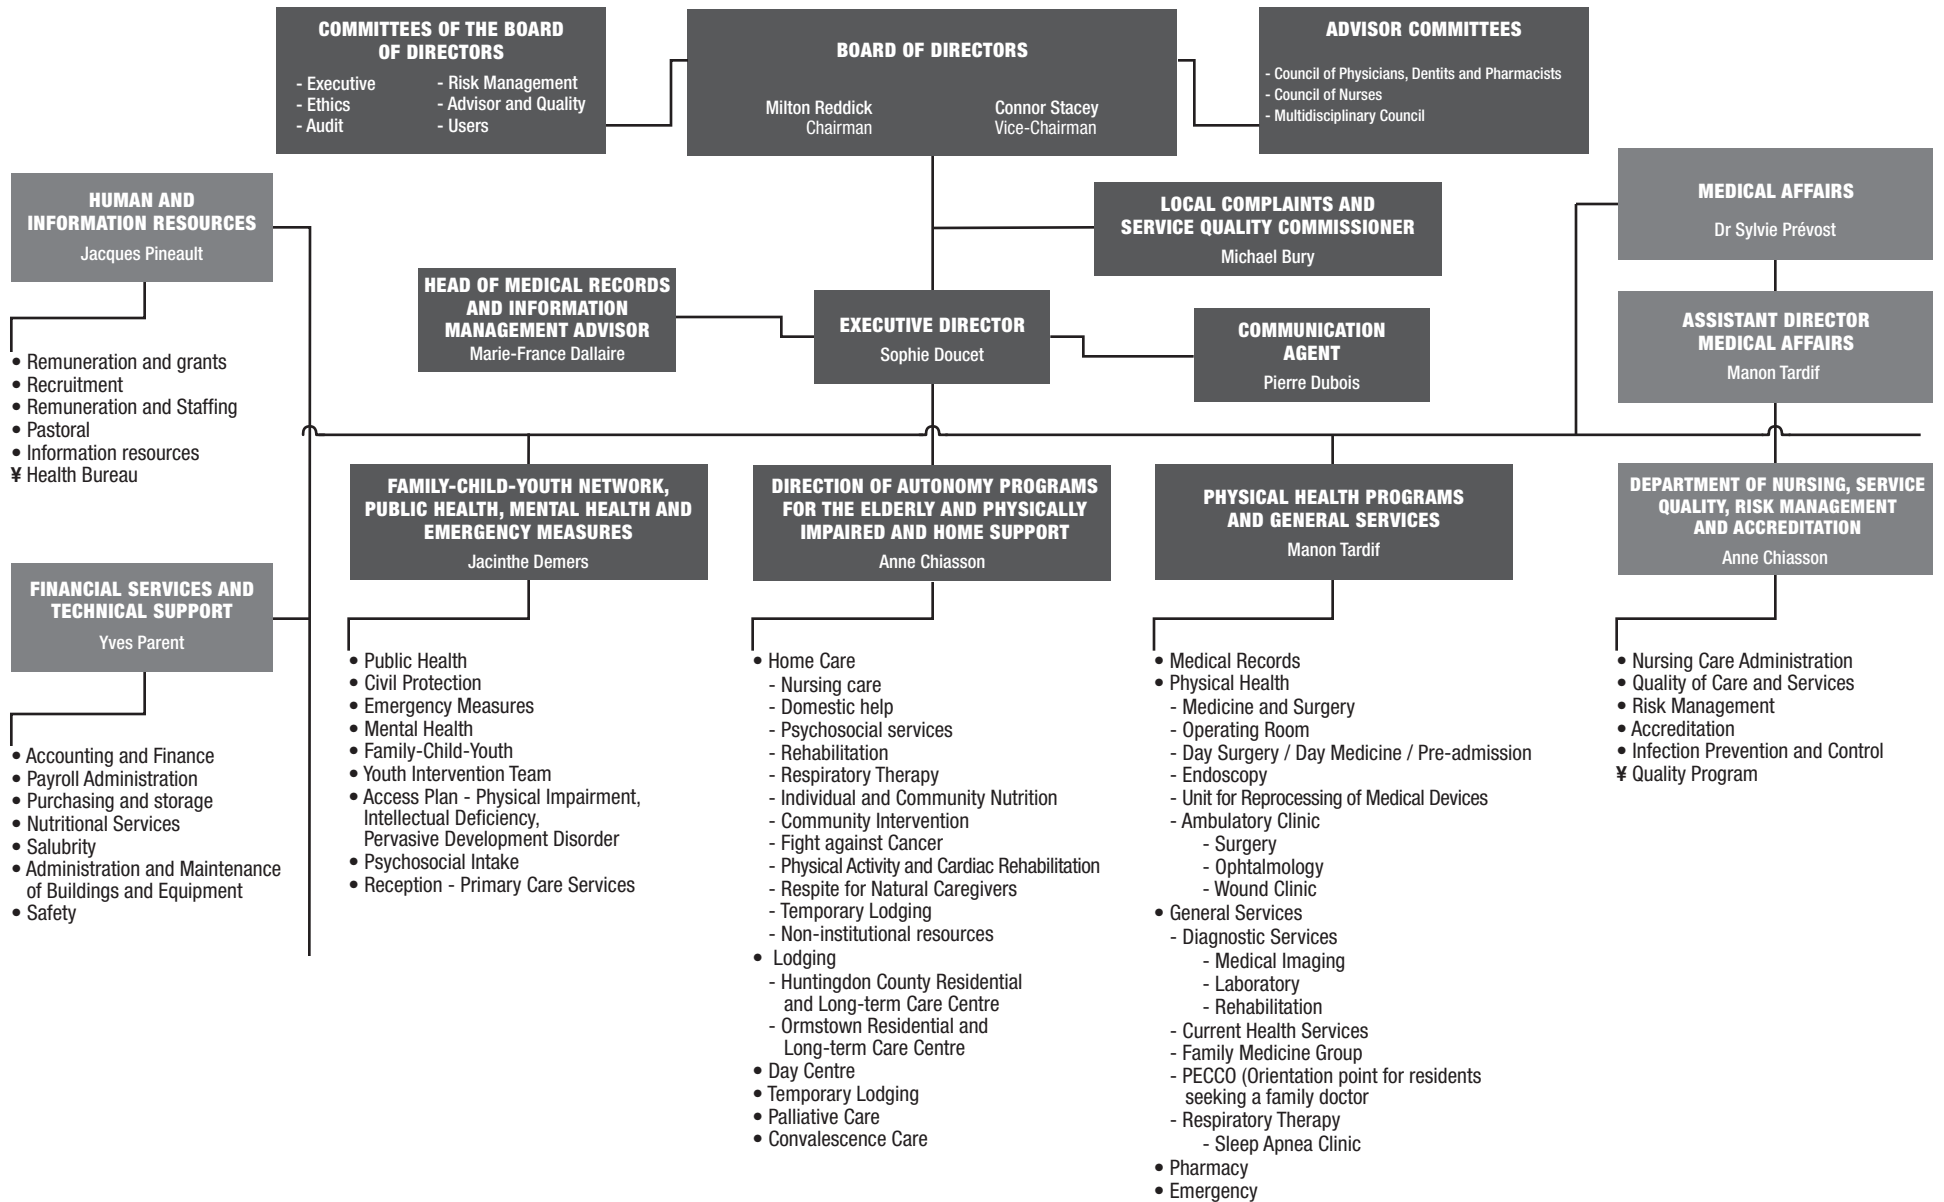 COMMITTEES OF THE BOARD
OF DIRECTORS
- Executive
- Ethics
- Audit
- Risk Management
- Advisor and Quality
- Users
BOARD OF DIRECTORS
Milton Reddick
Chairman
Connor Stacey
Vice-Chairman
ADVISOR COMMITTEES
- Council of Physicians, Dentits and Pharmacists
- Council of Nurses
- Multidisciplinary Council
HUMAN AND
INFORMATION RESOURCES
Jacques Pineault
• Remuneration and grants
• Recruitment
• Remuneration and Staffing
• Pastoral
• Information resources
¥ Health Bureau
LOCAL COMPLAINTS AND
SERVICE QUALITY COMMISSIONER
Michael Bury
MEDICAL AFFAIRS
Dr Sylvie Prévost
HEAD OF MEDICAL RECORDS
AND INFORMATION
MANAGEMENT ADVISOR
Marie-France Dallaire
EXECUTIVE DIRECTOR
Sophie Doucet
COMMUNICATION
AGENT
Pierre Dubois
ASSISTANT DIRECTOR
MEDICAL AFFAIRS
Manon Tardif
FINANCIAL SERVICES AND
TECHNICAL SUPPORT
Yves Parent
• Accounting and Finance
• Payroll Administration
• Purchasing and storage
• Nutritional Services
• Salubrity
• Administration and Maintenance
of Buildings and Equipment
• Safety
FAMILY-CHILD-YOUTH NETWORK,
PUBLIC HEALTH, MENTAL HEALTH AND
EMERGENCY MEASURES
Jacinthe Demers
• Public Health
• Civil Protection
• Emergency Measures
• Mental Health
• Family-Child-Youth
• Youth Intervention Team
• Access Plan - Physical Impairment,
Intellectual Deficiency,
Pervasive Development Disorder
• Psychosocial Intake
• Reception - Primary Care Services
DIRECTION OF AUTONOMY PROGRAMS
FOR THE ELDERLY AND PHYSICALLY
IMPAIRED AND HOME SUPPORT
Anne Chiasson
• Home Care
- Nursing care
- Domestic help
- Psychosocial services
- Rehabilitation
- Respiratory Therapy
- Individual and Community Nutrition
- Community Intervention
- Fight against Cancer
- Physical Activity and Cardiac Rehabilitation
- Respite for Natural Caregivers
- Temporary Lodging
- Non-institutional resources
• Lodging
- Huntingdon County Residential
and Long-term Care Centre
- Ormstown Residential and
Long-term Care Centre
• Day Centre
• Temporary Lodging
• Palliative Care
• Convalescence Care
PHYSICAL HEALTH PROGRAMS
AND GENERAL SERVICES
Manon Tardif
• Medical Records
• Physical Health
- Medicine and Surgery
- Operating Room
- Day Surgery / Day Medicine / Pre-admission
- Endoscopy
- Unit for Reprocessing of Medical Devices
- Ambulatory Clinic
- Surgery
- Ophtalmology
- Wound Clinic
• General Services
- Diagnostic Services
- Medical Imaging
- Laboratory
- Rehabilitation
- Current Health Services
- Family Medicine Group
- PECCO (Orientation point for residents
seeking a family doctor
- Respiratory Therapy
- Sleep Apnea Clinic
• Pharmacy
• Emergency
DEPARTMENT OF NURSING, SERVICE
QUALITY, RISK MANAGEMENT
AND ACCREDITATION
Anne Chiasson
• Nursing Care Administration
• Quality of Care and Services
• Risk Management
• Accreditation
• Infection Prevention and Control
¥ Quality Program